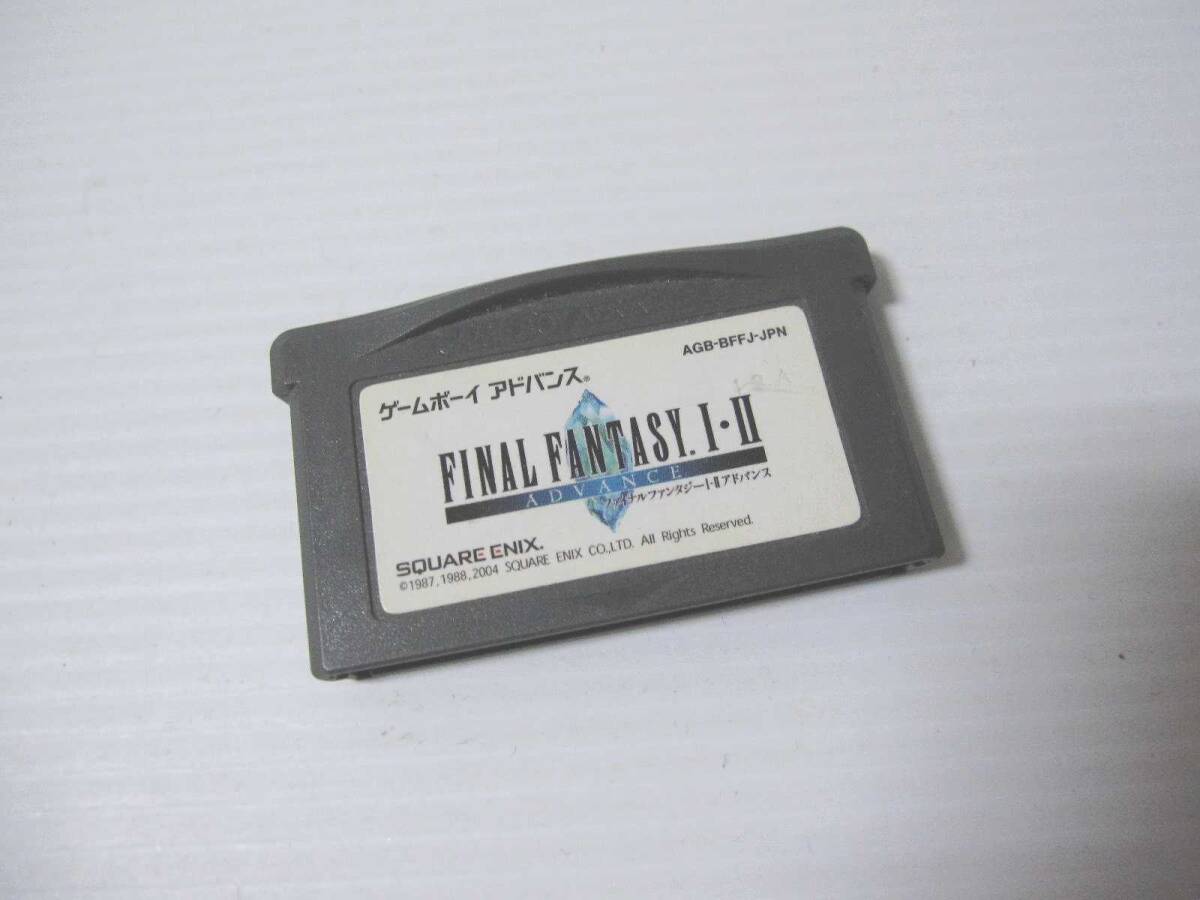 AGB-BFFJ-JPN
ゲームボーイ アドバンス®
FINAL FANTASY. I・II
ADVANCE
ファイナルファンタジーI・IIアドバンス
SQUARE ENIX.
©1987,1988,2004 SQUARE ENIX CO.,LTD. All Rights Reserved.